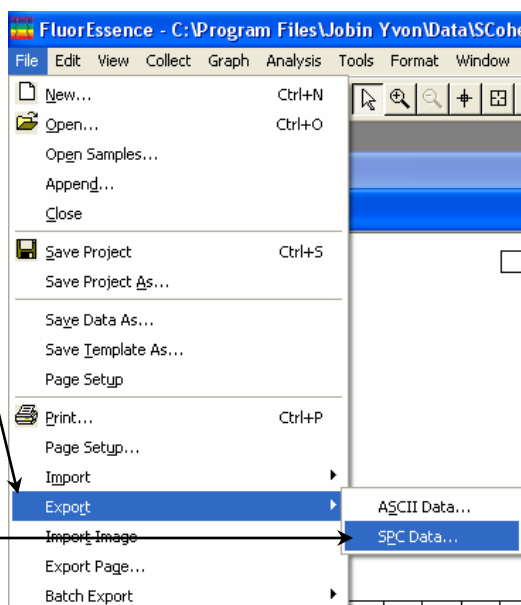 FluorEssence - C:\Program Files\Jobin Yvon\Data\SCohe
File Edit View Collect Graph Analysis Tools Format Window
New... Ctrl+N
Open... Ctrl+O
Open Samples...
Append...
Close
Save Project Ctrl+S
Save Project As...
Save Data As...
Save Template As...
Page Setup
Print... Ctrl+P
Page Setup...
Import
Export
ASCII Data...
Import Image
SPC Data...
Export Page...
Batch Export